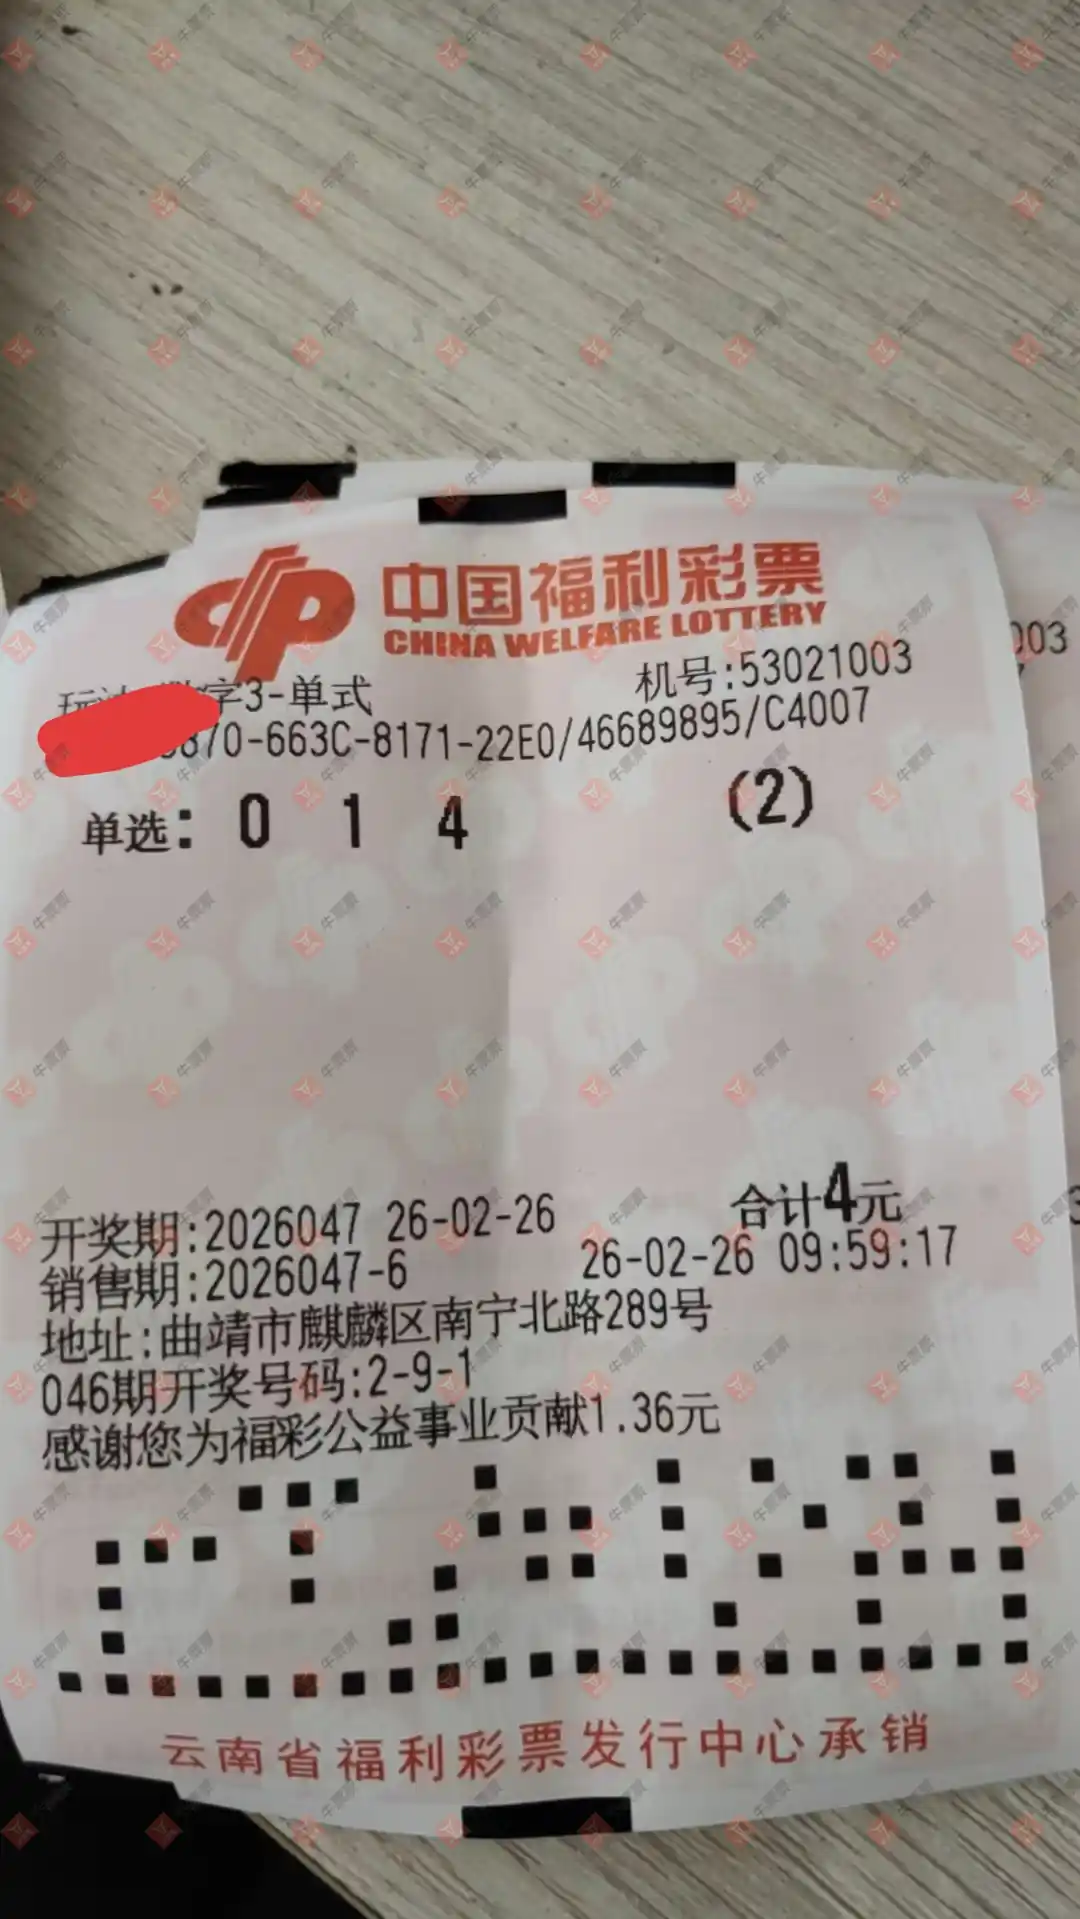 中国福利彩票
CHINA WELFARE LOTTERY
字3-单式 机号:53021003
870-663C-8171-22E0/46689895/C4007
单选: 0 1 4 (2)
开奖期:2026047 26-02-26 合计4元
销售期:2026047-6 26-02-26 09:59:17
地址:曲靖市麒麟区南宁北路289号
046期开奖号码:2-9-1
感谢您为福彩公益事业贡献1.36元
云南省福利彩票发行中心承销
003
牛票票